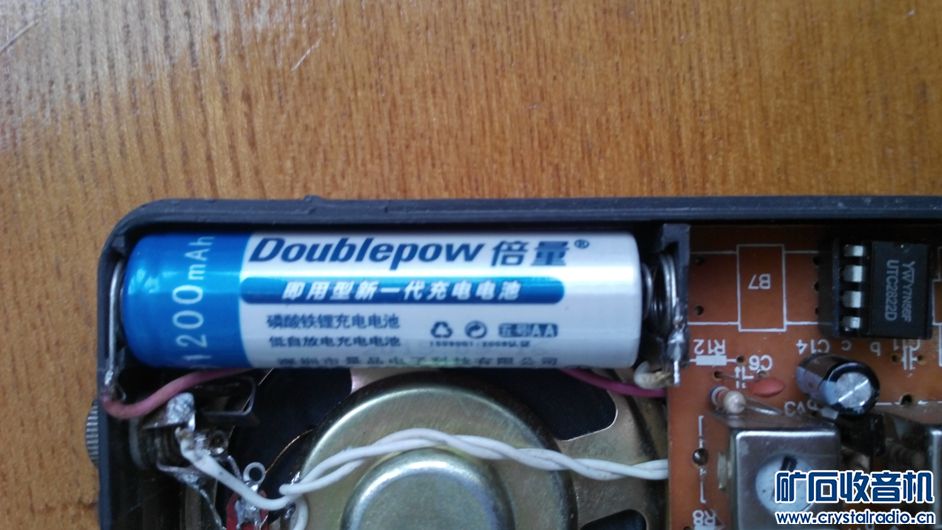 1200mAh
Doublepow 倍量®
即用型新一代充电电池
磷酸铁锂充电电池
低自放电充电电池
五号AA
B7
UTC2822D
R12
C6
C14
c
b
R8
矿石收音机
www.crystalradio.cn